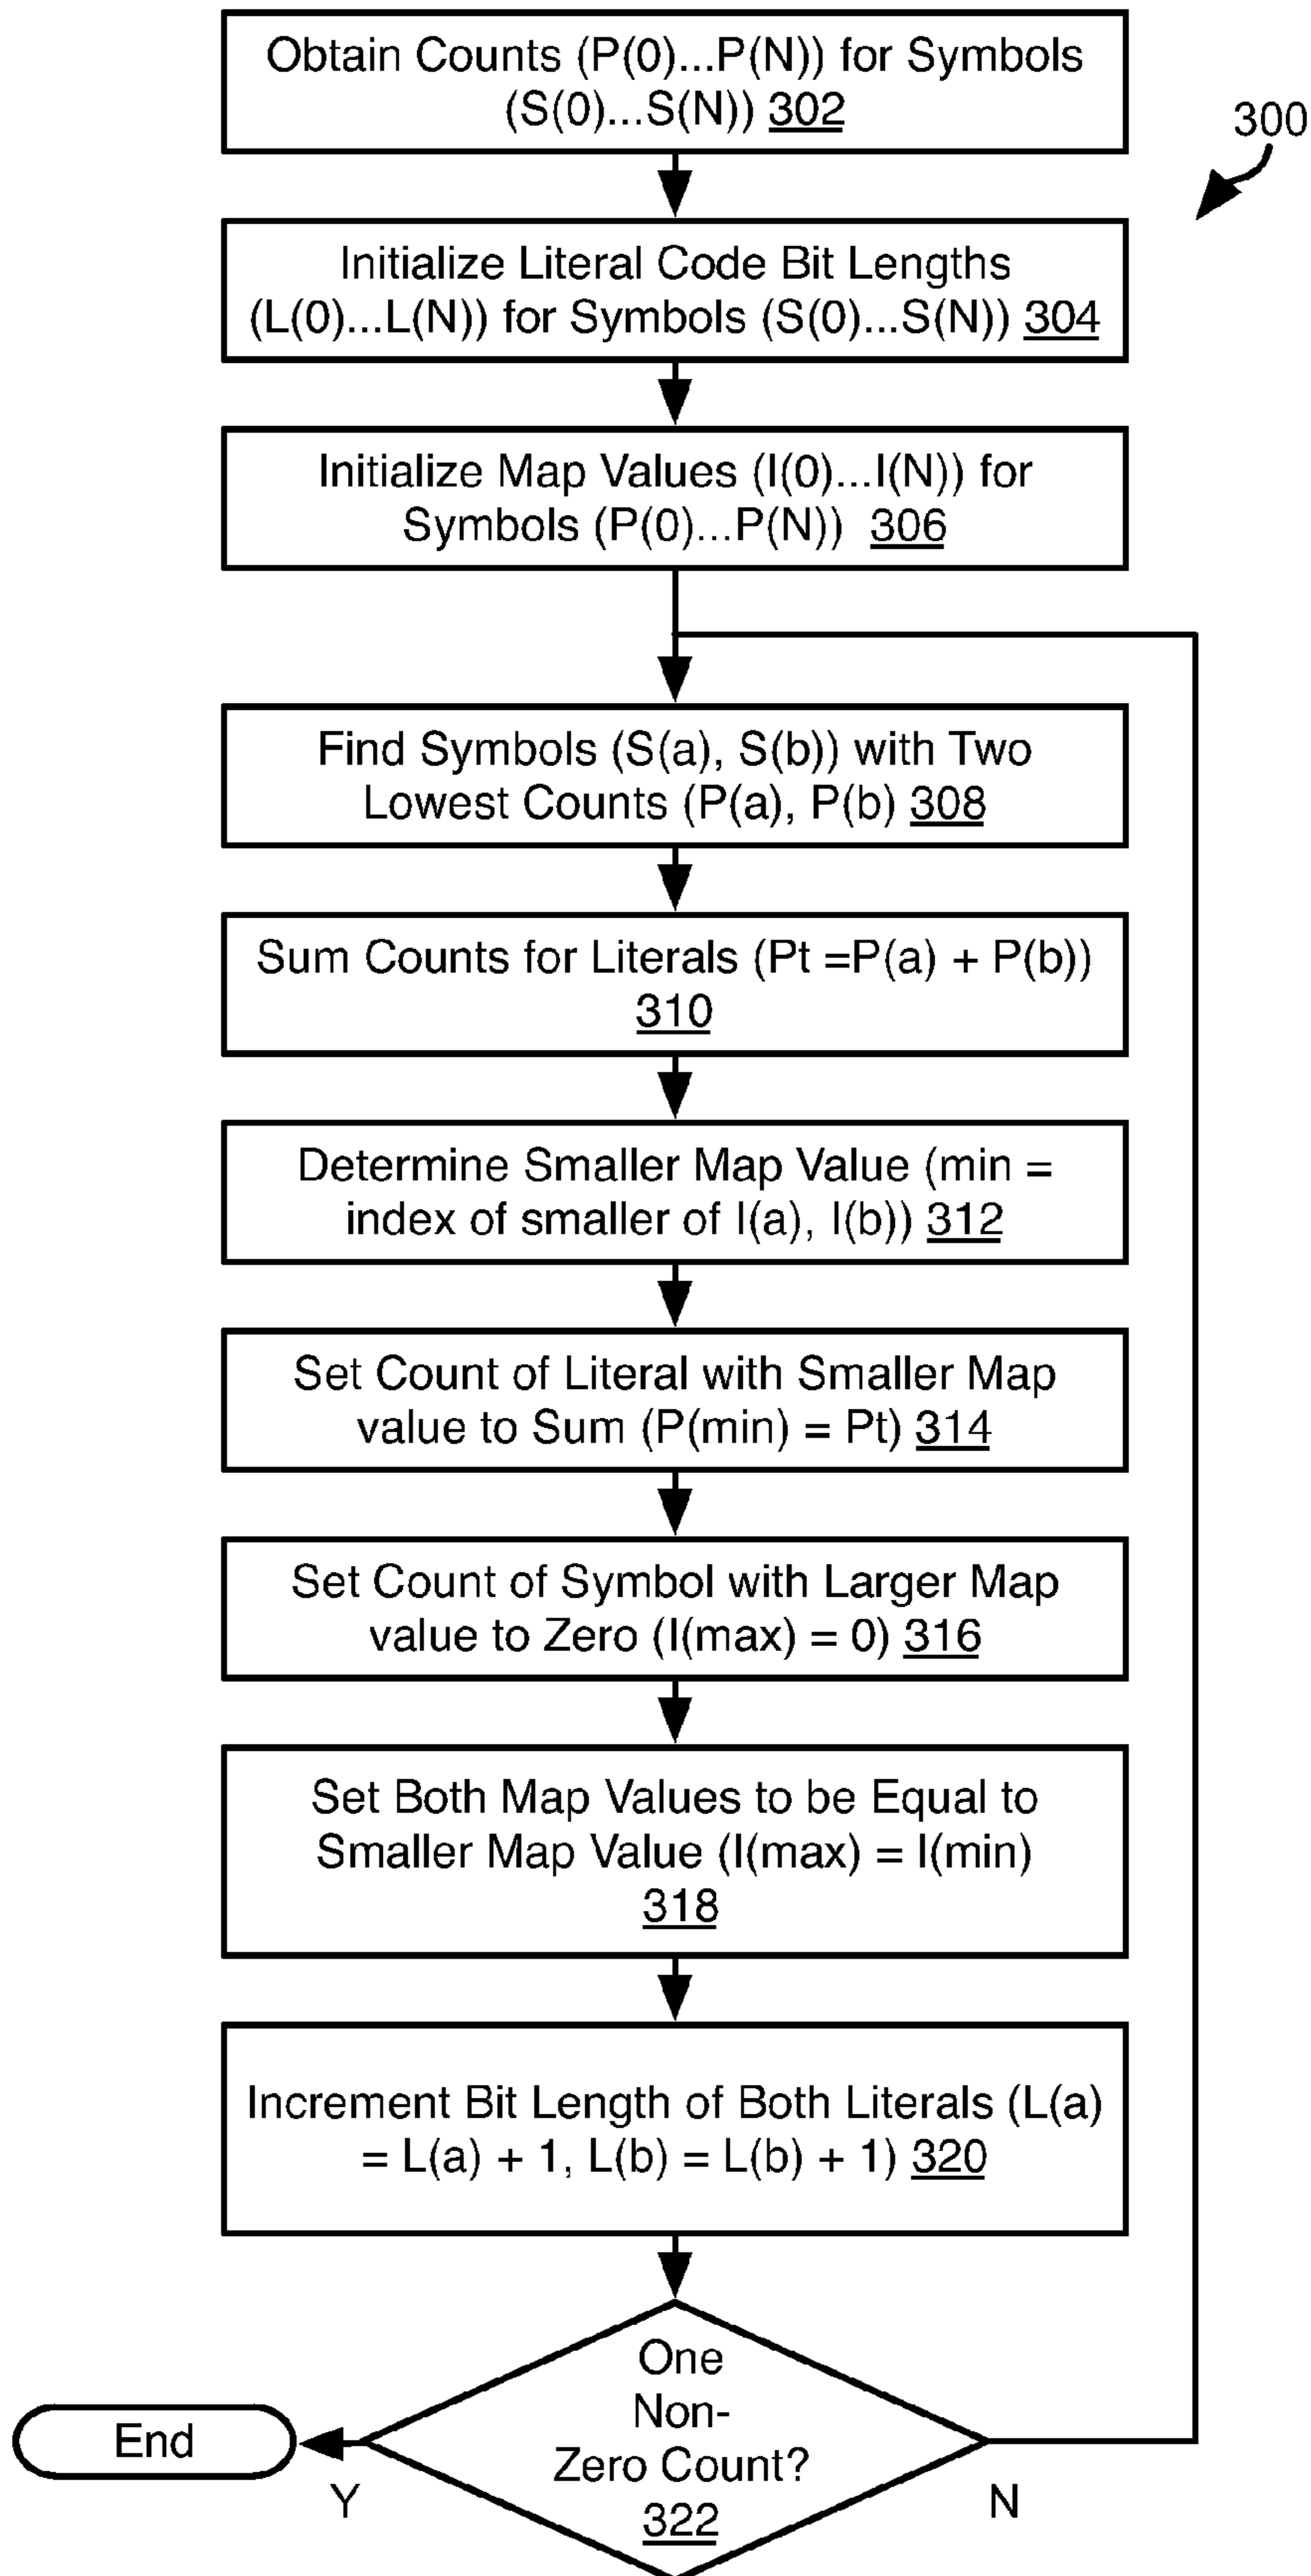 Obtain Counts (P(0)...P(N)) for Symbols
(S(0)...S(N)) 302
300
Initialize Literal Code Bit Lengths
(L(0)...L(N)) for Symbols (S(0)...S(N)) 304
Initialize Map Values (I(0)...I(N)) for
Symbols (P(0)...P(N)) 306
Find Symbols (S(a), S(b)) with Two
Lowest Counts (P(a), P(b) 308
Sum Counts for Literals (Pt =P(a) + P(b))
310
Determine Smaller Map Value (min =
index of smaller of I(a), I(b)) 312
Set Count of Literal with Smaller Map
value to Sum (P(min) = Pt) 314
Set Count of Symbol with Larger Map
value to Zero (I(max) = 0) 316
Set Both Map Values to be Equal to
Smaller Map Value (I(max) = I(min)
318
Increment Bit Length of Both Literals (L(a)
= L(a) + 1, L(b) = L(b) + 1) 320
One
Non-
Zero Count?
322
End
Y
N